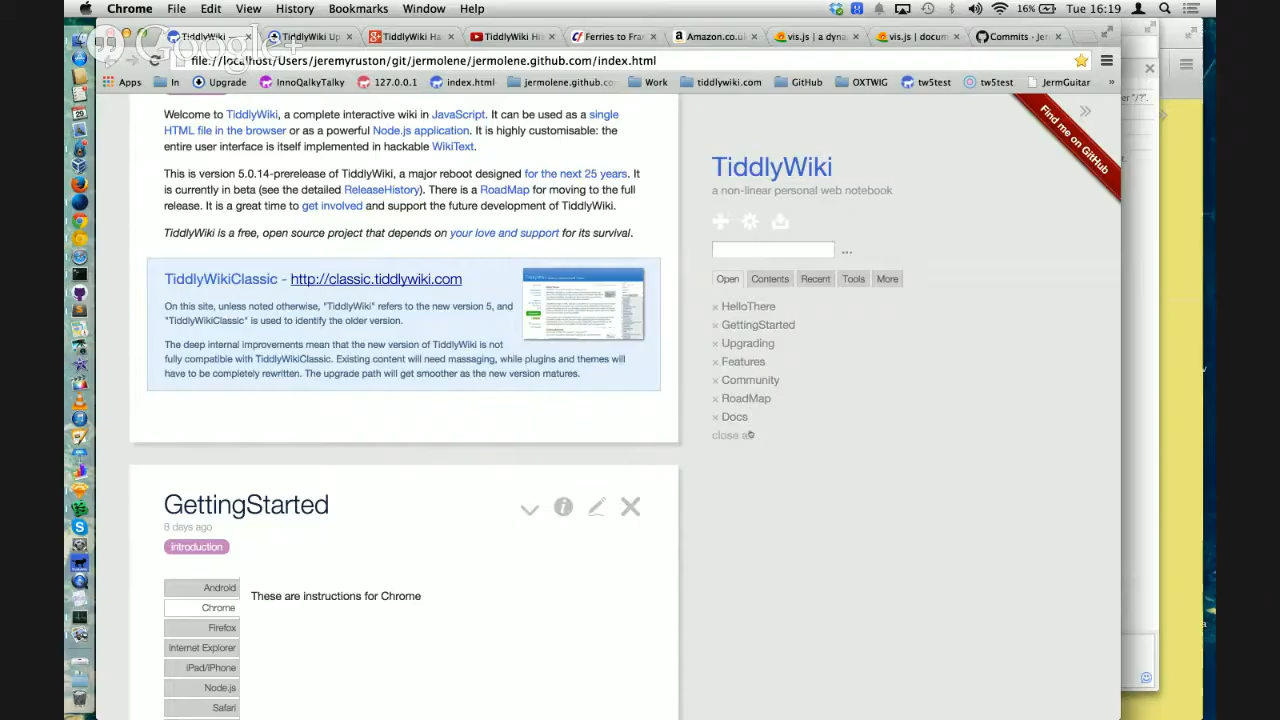 Chrome File Edit View History Bookmarks Window Help 16% Tue 16:19
Google+
TiddlyWiki TiddlyWiki Up TiddlyWiki Ha TiddlyWiki Hi Ferries to Fra Amazon.co.uk vis.js | a dyna vis.js | docum Commits · Jer
file://localhost/Users/jeremyruston/git/jermolene/jermolene.github.com/index.html
Apps In Upgrade InnoQalkyTalky 127.0.0.1 index.html jermolene.github.co Work tiddlywiki.com GitHub OXTWIG tw5test tw5test JermGuitar »
Welcome to TiddlyWiki, a complete interactive wiki in JavaScript. It can be used as a single
HTML file in the browser or as a powerful Node.js application. It is highly customisable: the
entire user interface is itself implemented in hackable WikiText.
This is version 5.0.14-prerelease of TiddlyWiki, a major reboot designed for the next 25 years. It
is currently in beta (see the detailed ReleaseHistory). There is a RoadMap for moving to the full
release. It is a great time to get involved and support the future development of TiddlyWiki.
TiddlyWiki is a free, open source project that depends on your love and support for its survival.
TiddlyWikiClassic - http://classic.tiddlywiki.com
On this site, unless noted otherwise, "TiddlyWiki" refers to the new version 5, and
"TiddlyWikiClassic" is used to identify the older version.
The deep internal improvements mean that the new version of TiddlyWiki is not
fully compatible with TiddlyWikiClassic. Existing content will need massaging, while plugins and themes will
have to be completely rewritten. The upgrade path will get smoother as the new version matures.
GettingStarted
8 days ago
introduction
Android
Chrome
Firefox
Internet Explorer
iPad/iPhone
Node.js
Safari
These are instructions for Chrome
Find me on GitHub
TiddlyWiki
a non-linear personal web notebook
...
Open Contents Recent Tools More
× HelloThere
× GettingStarted
× Upgrading
× Features
× Community
× RoadMap
× Docs
close all